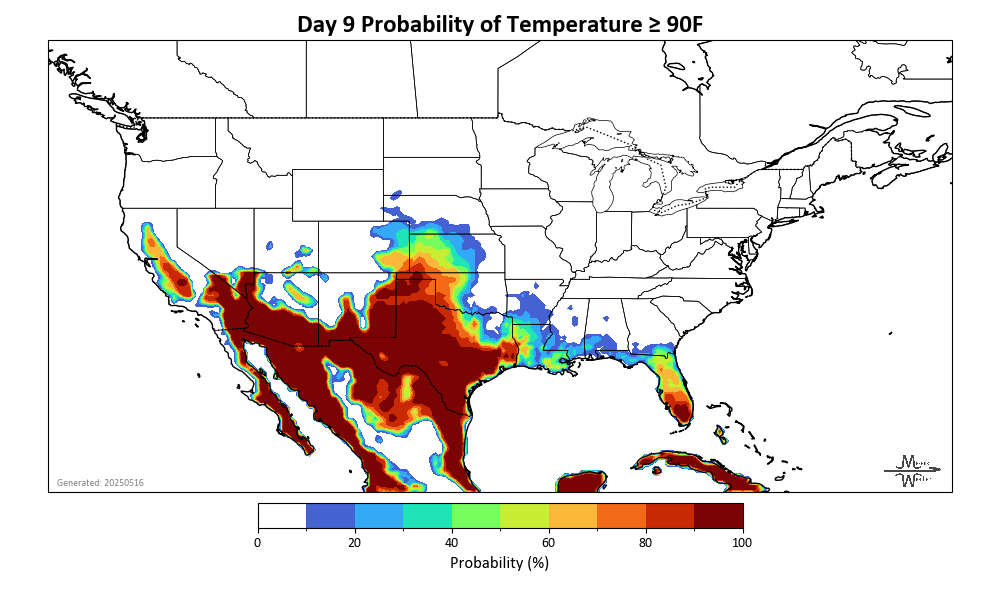 Day 9 Probability of Temperature ≥ 90F
Generated: 20250516
0 20 40 60 80 100
Probability (%)